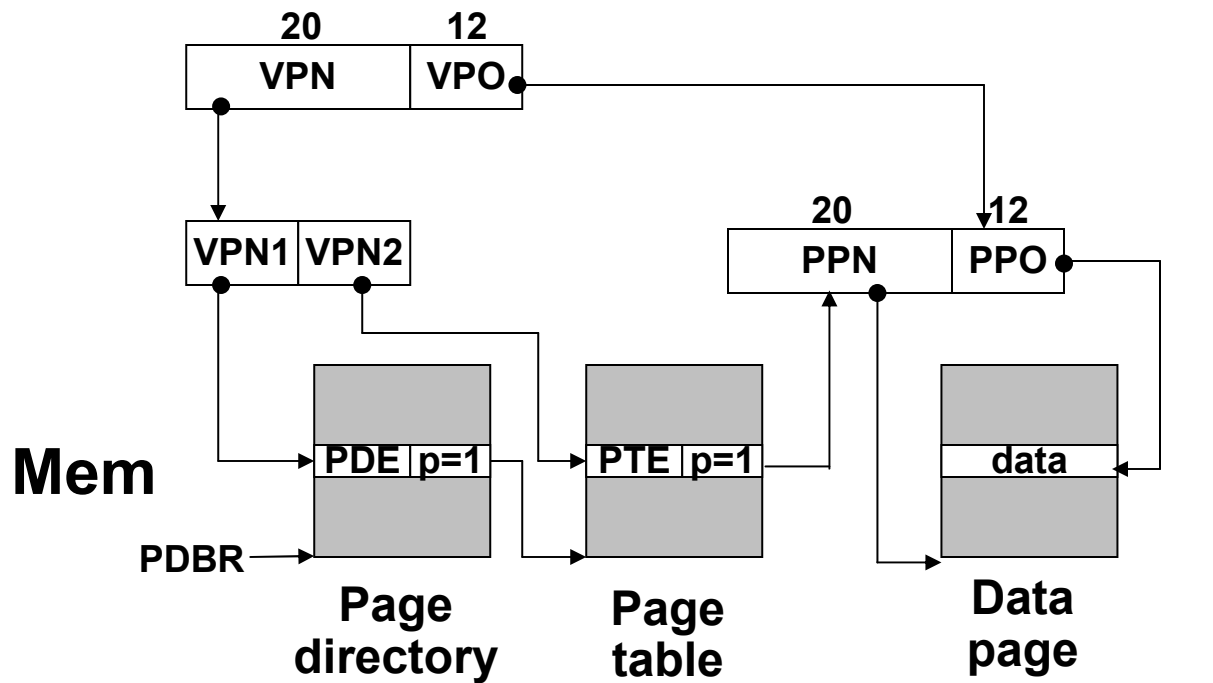 20 12
VPN VPO
20 12
VPN1 VPN2 PPN PPO
PDE p=1 PTE p=1 data
Mem
PDBR
Page directory
Page table
Data page